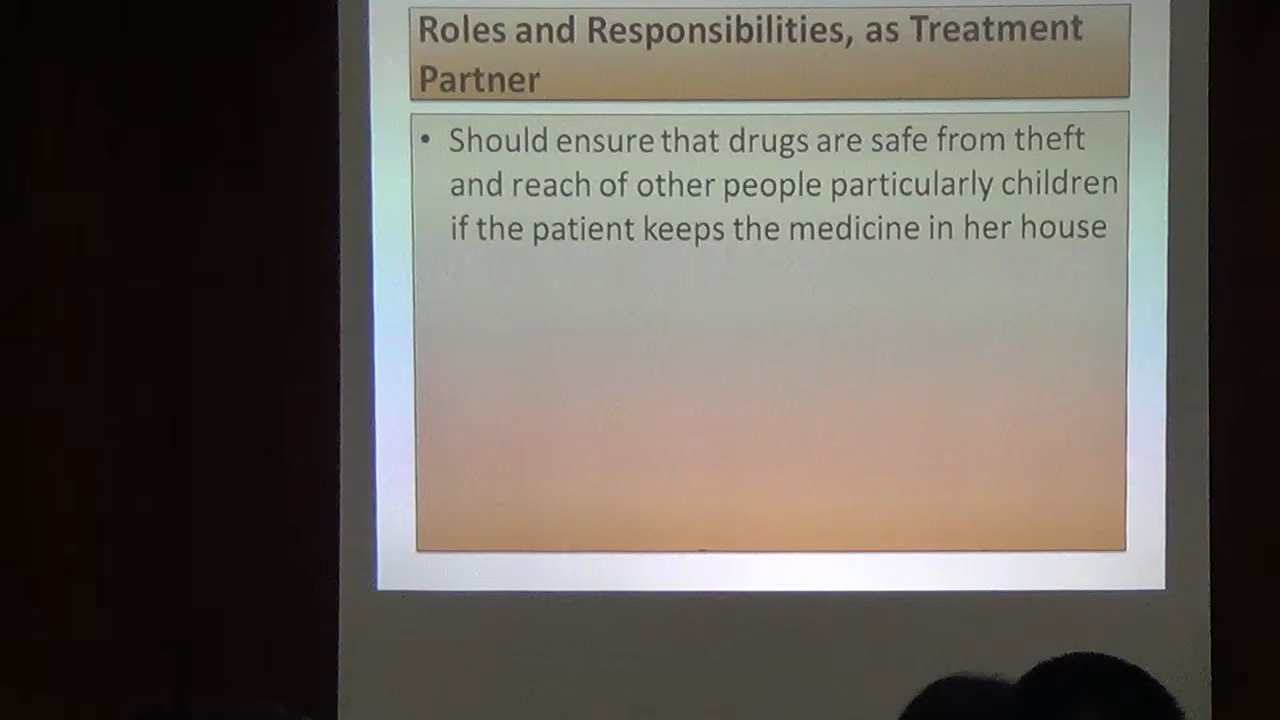 Roles and Responsibilities, as Treatment
Partner
• Should ensure that drugs are safe from theft
and reach of other people particularly children
if the patient keeps the medicine in her house